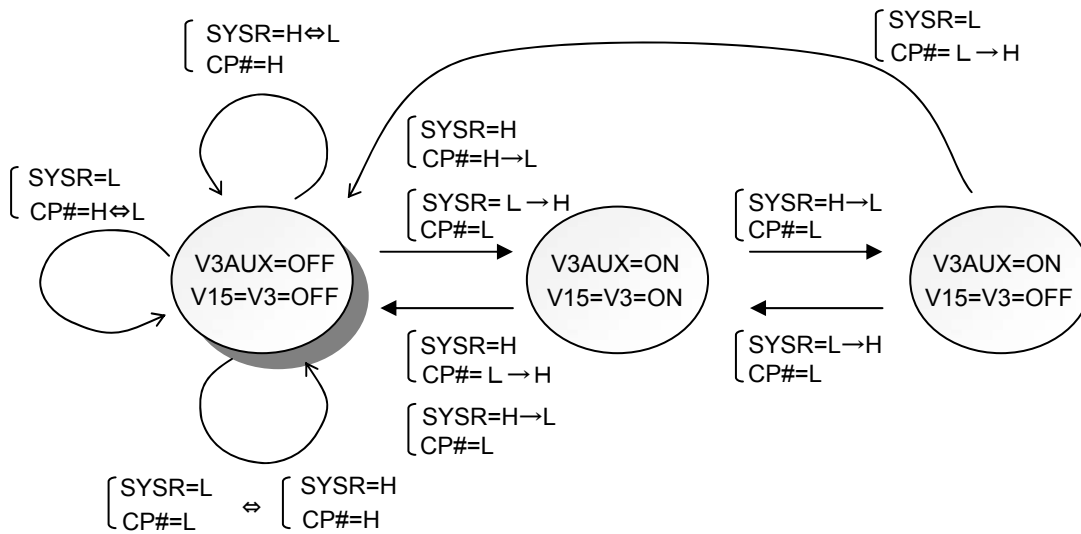 SYSR=H⇔L
CP#=H
SYSR=L
CP#=L→H
SYSR=H
CP#=H→L
SYSR=L
CP#=H⇔L
SYSR=L→H
CP#=L
SYSR=H→L
CP#=L
V3AUX=OFF
V15=V3=OFF
V3AUX=ON
V15=V3=ON
V3AUX=ON
V15=V3=OFF
SYSR=H
CP#=L→H
SYSR=L→H
CP#=L
SYSR=H→L
CP#=L
SYSR=L
CP#=L
⇔
SYSR=H
CP#=H